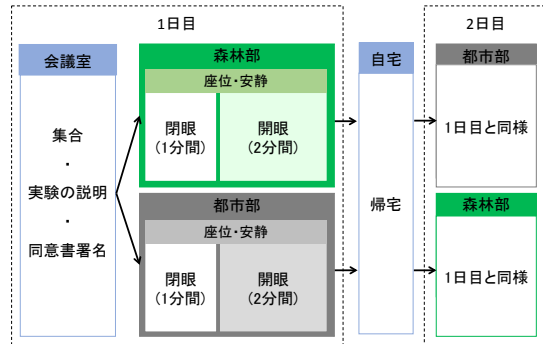 1日目
会議室
集合
・
実験の説明
・
同意書署名
森林部
座位・安静
閉眼
(1分間)
開眼
(2分間)
都市部
座位・安静
閉眼
(1分間)
開眼
(2分間)
自宅
帰宅
2日目
都市部
1日目と同様
森林部
1日目と同様